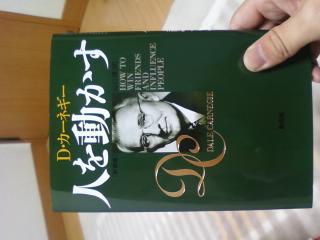 D・カーネギー
人を動かす
HOW TO
WIN
FRIENDS
AND
INFLUENCE
PEOPLE
DALE CARNEGIE